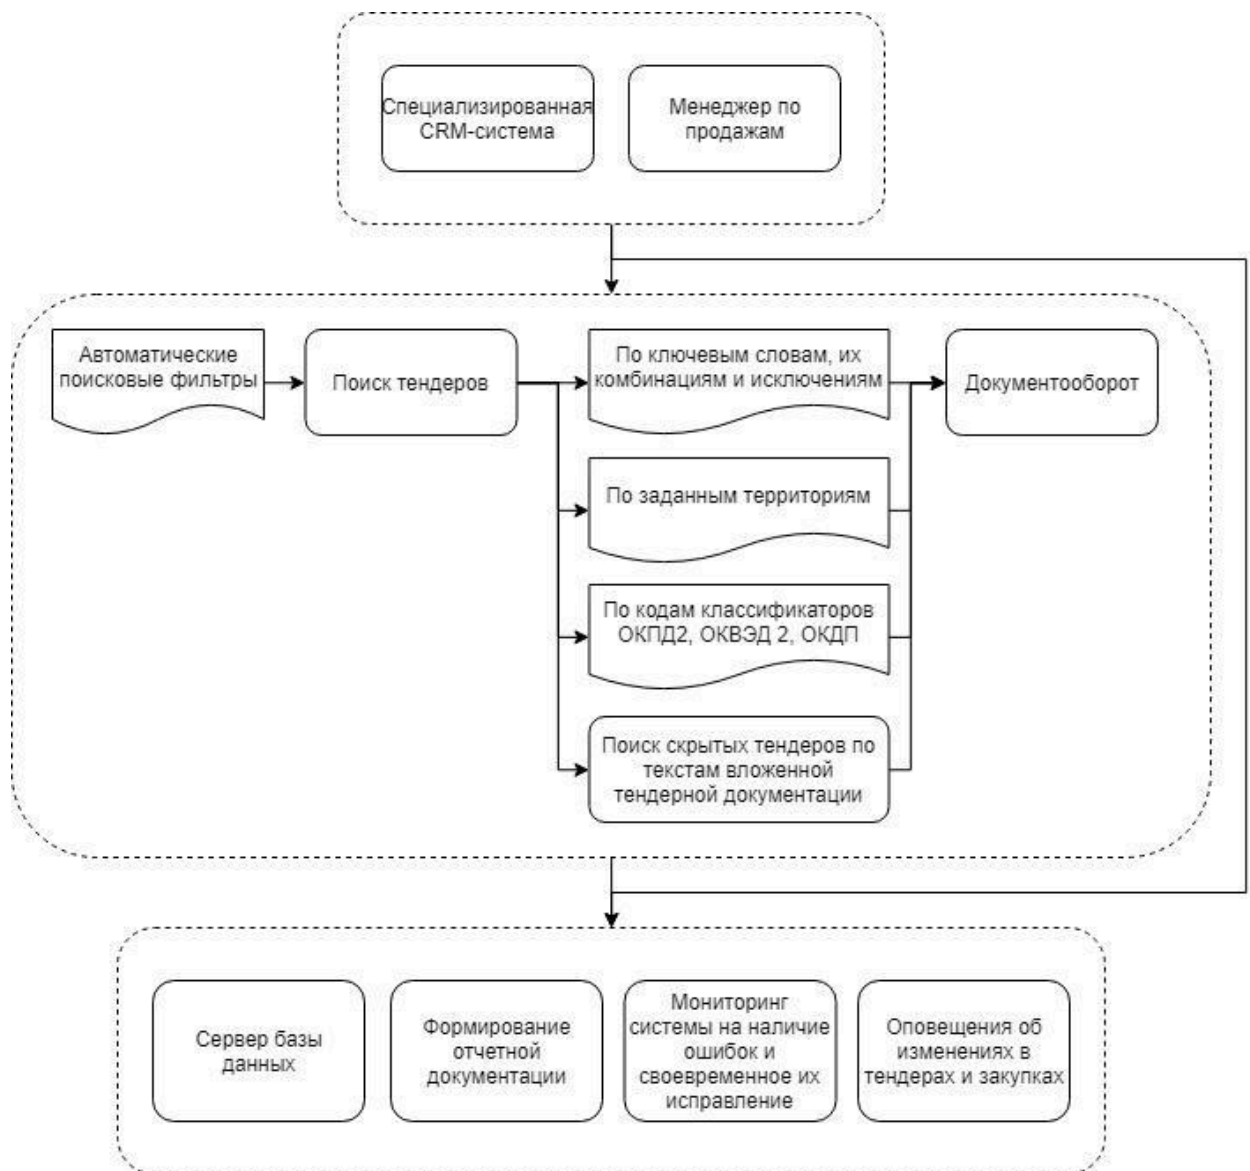 Специализированная
CRM-система
Менеджер по
продажам
Автоматические
поисковые фильтры
Поиск тендеров
По ключевым словам, их
комбинациям и исключениям
Документооборот
По заданным территориям
По кодам классификаторов
ОКПД2, ОКВЭД 2, ОКДП
Поиск скрытых тендеров по
текстам вложенной
тендерной документации
Сервер базы
данных
Формирование
отчетной
документации
Мониторинг
системы на наличие
ошибок и
своевременное их
исправление
Оповещения об
изменениях в
тендерах и закупках